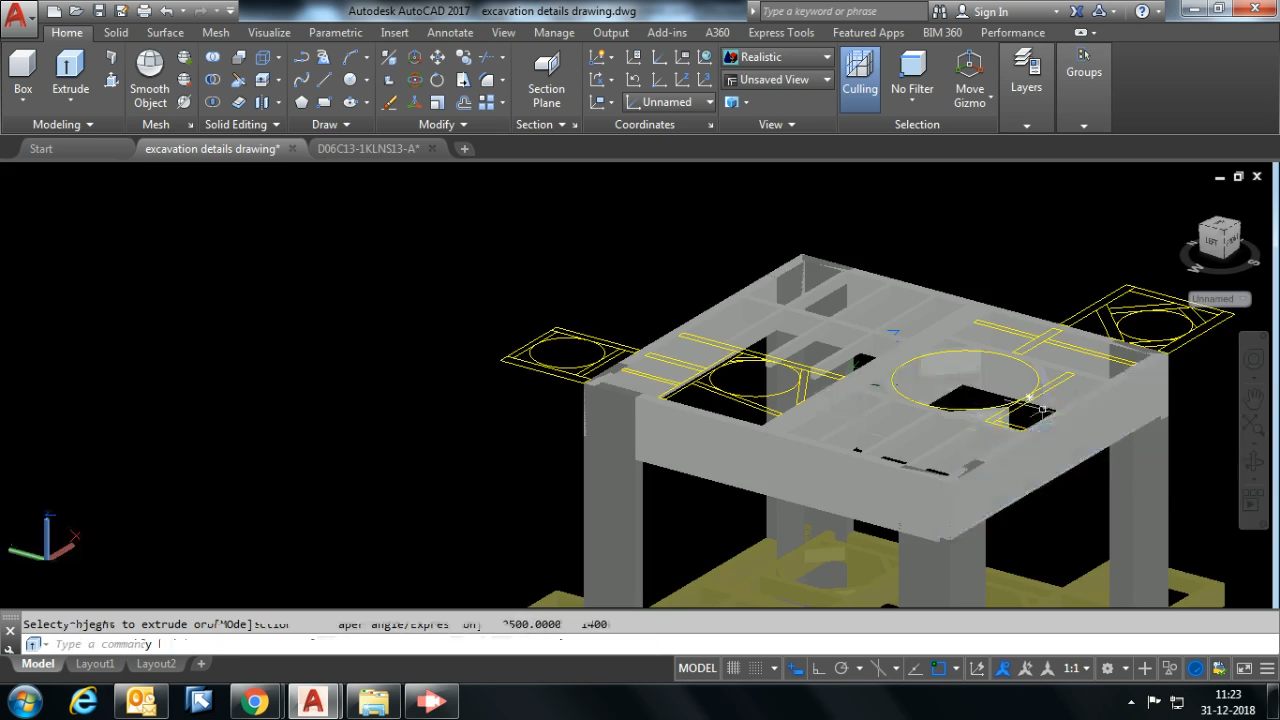 Autodesk AutoCAD 2017 excavation details drawing.dwg Type a keyword or phrase Sign In
Home Solid Surface Mesh Visualize Parametric Insert Annotate View Manage Output Add-ins A360 Express Tools Featured Apps BIM 360 Performance
Realistic
Unsaved View
Unnamed
Box Extrude Smooth Object Section Plane Culling No Filter Move Gizmo Layers Groups
Modeling Mesh Solid Editing Draw Modify Section Coordinates View Selection
Start excavation details drawing* D06C13-1KLNS13-A*
LEFT
W S
Unnamed
Z
X
2500.0000 1400
Type a command
Model Layout1 Layout2 MODEL 1:1
11:23
31-12-2018